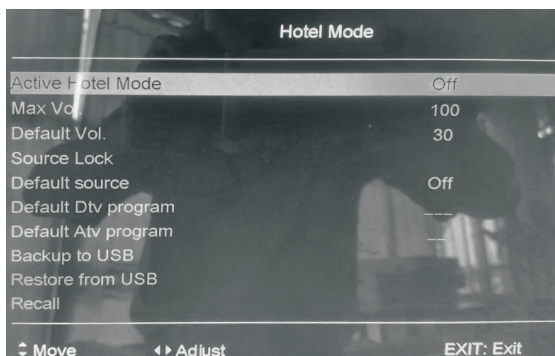 Hotel Mode
Active Hotel Mode Off
Max Vol. 100
Default Vol. 30
Source Lock
Default source Off
Default Dtv program ---
Default Atv program --
Backup to USB
Restore from USB
Recall
Move Adjust EXIT: Exit